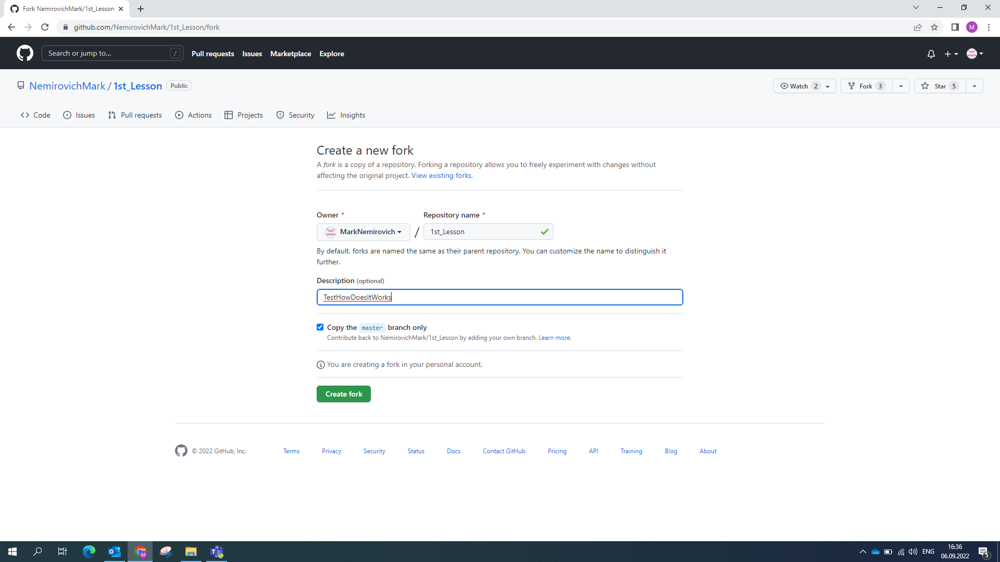 Fork NemirovichMark/1st_Lesson
github.com/NemirovichMark/1st_Lesson/fork
M
Search or jump to...
/
Pull requests
Issues
Marketplace
Explore
NemirovichMark / 1st_Lesson
Public
Watch 2
Fork 3
Star 5
Code
Issues
Pull requests
Actions
Projects
Security
Insights
Create a new fork
A fork is a copy of a repository. Forking a repository allows you to freely experiment with changes without
affecting the original project. View existing forks.
Owner *
Repository name *
MarkNemirovich
/
1st_Lesson
By default, forks are named the same as their parent repository. You can customize the name to distinguish it
further.
Description (optional)
TestHowDoesItWorks
Copy the master branch only
Contribute back to NemirovichMark/1st_Lesson by adding your own branch. Learn more.
You are creating a fork in your personal account.
Create fork
© 2022 GitHub, Inc.
Terms
Privacy
Security
Status
Docs
Contact GitHub
Pricing
API
Training
Blog
About
M
ENG
16:36
06.09.2022
5